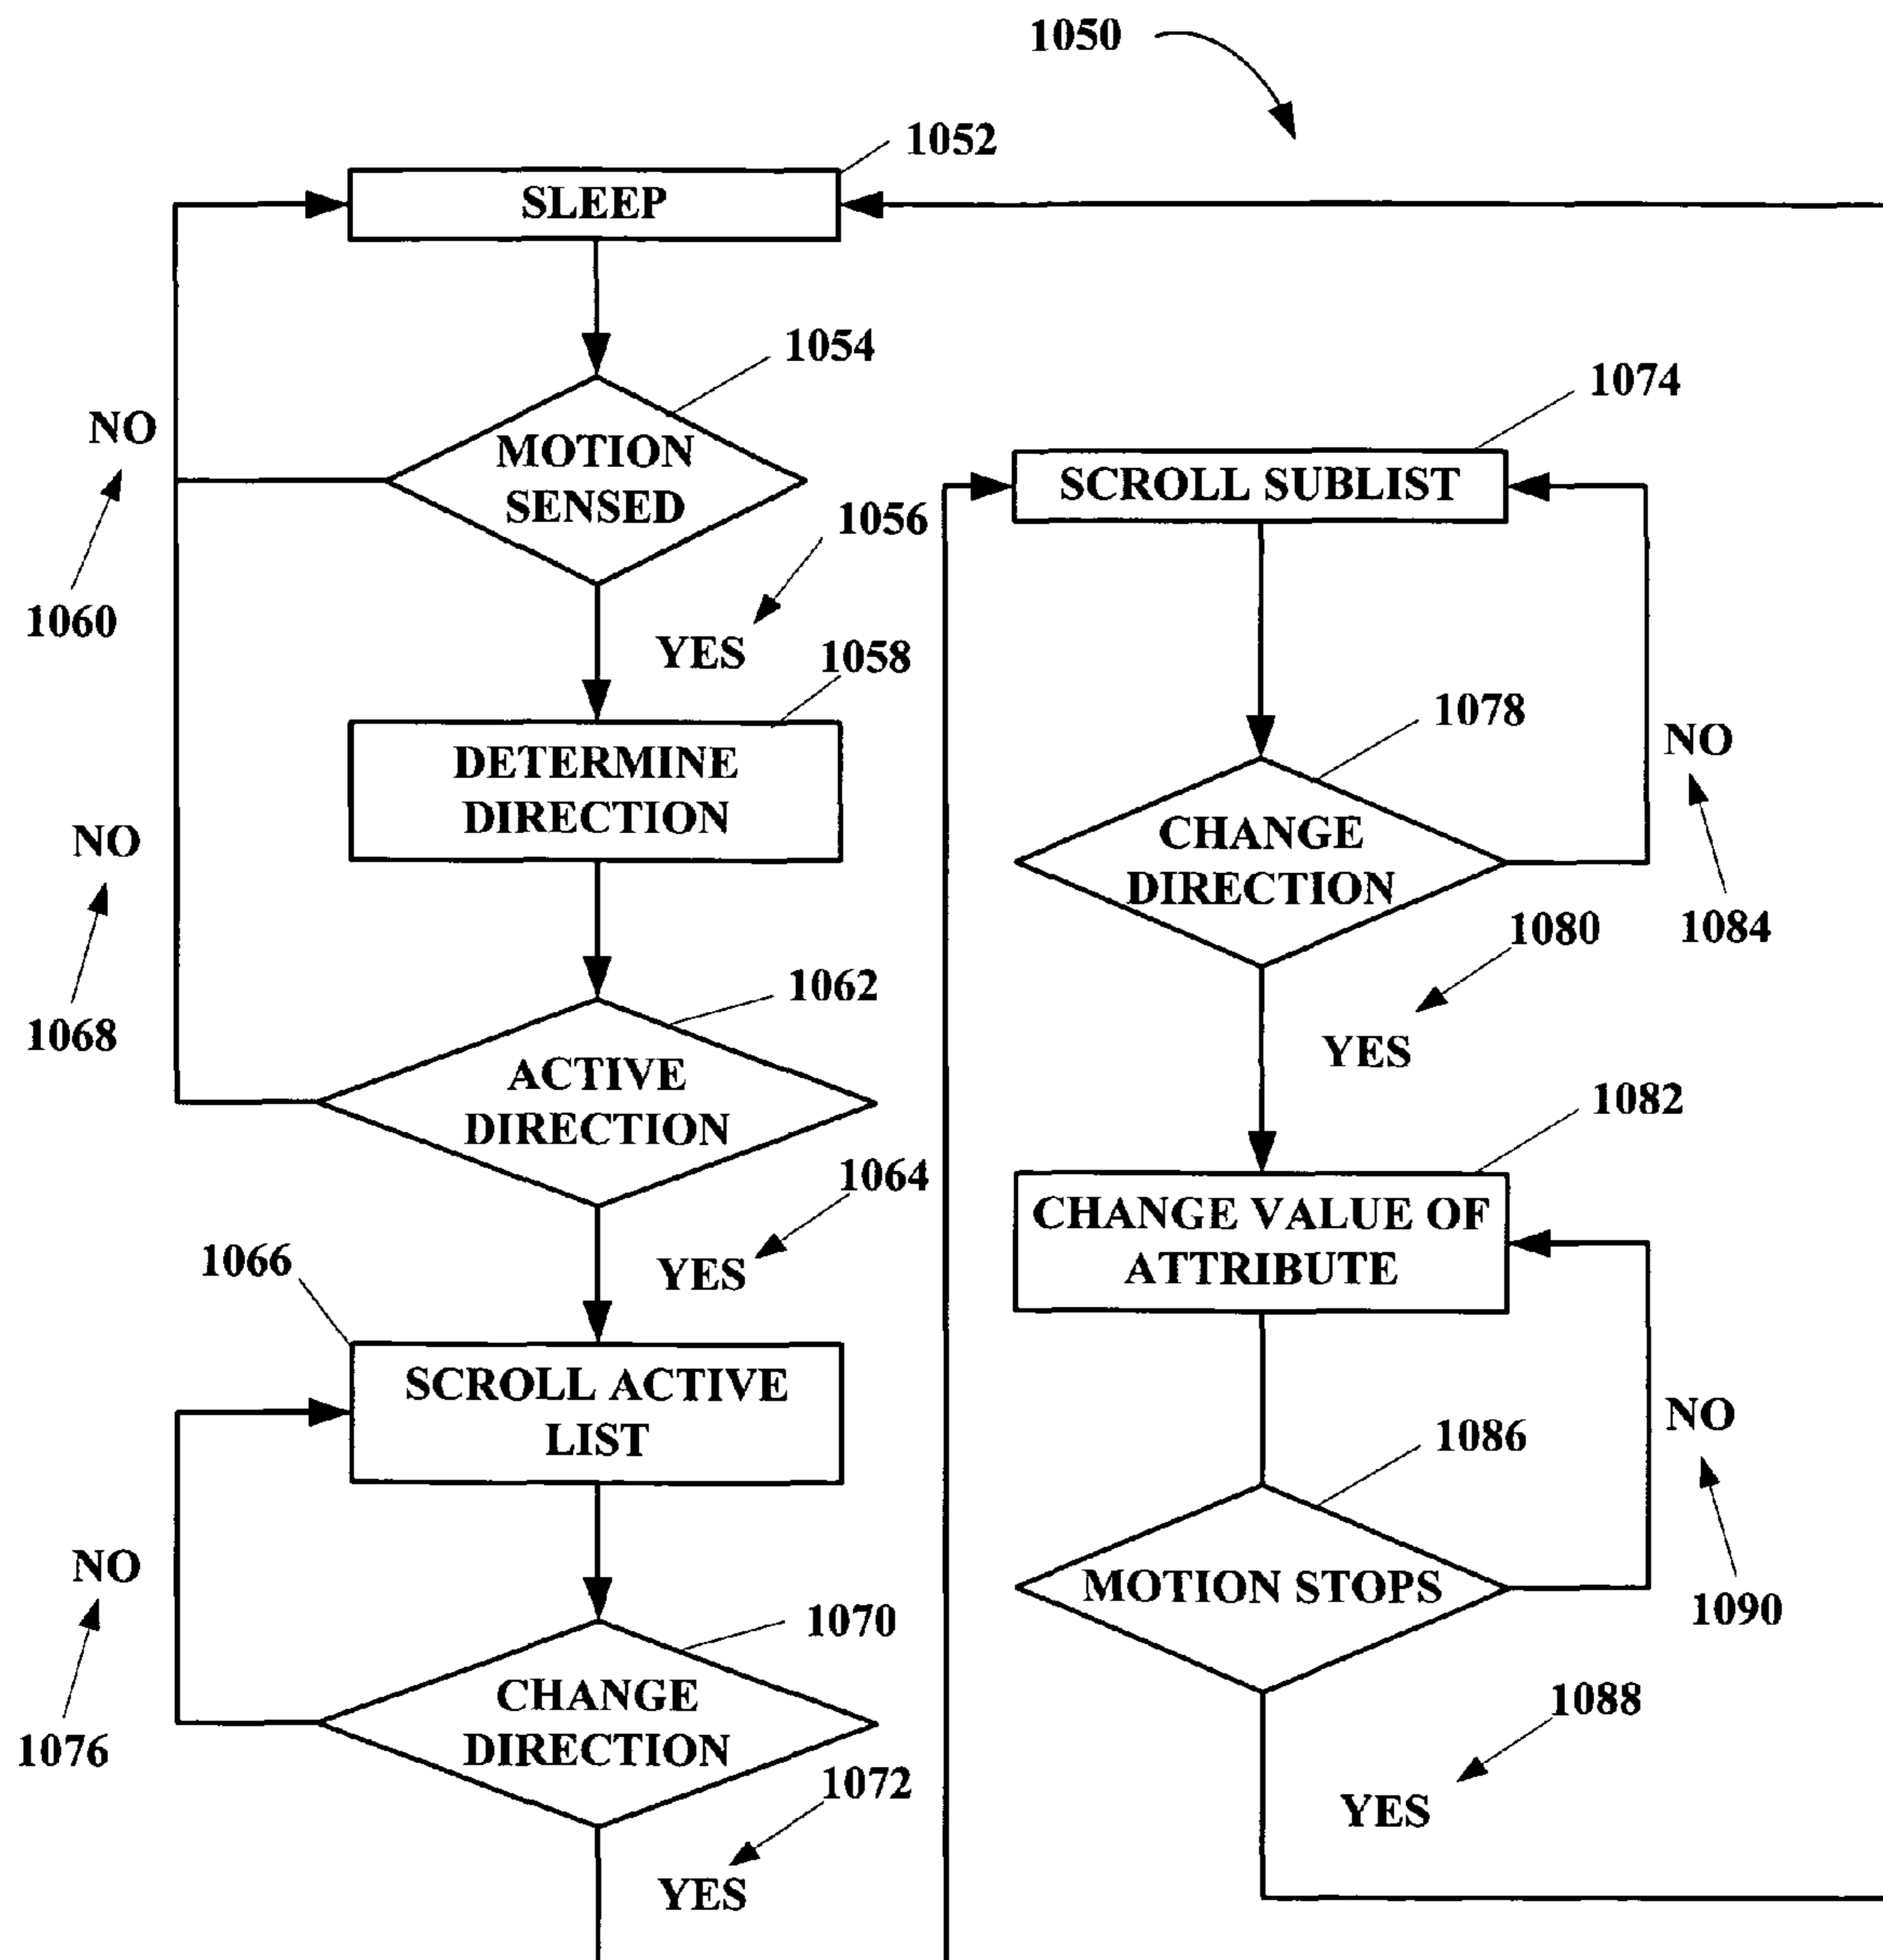 1050
1052
SLEEP
1054
NO
MOTION
SENSED
1056
1060
YES
1058
DETERMINE
DIRECTION
NO
1062
1068
ACTIVE
DIRECTION
1064
1066
YES
SCROLL ACTIVE
LIST
NO
1070
1076
CHANGE
DIRECTION
1072
YES
1074
SCROLL SUBLIST
1078
NO
CHANGE
DIRECTION
1080
1084
YES
1082
CHANGE VALUE OF
ATTRIBUTE
NO
1086
MOTION STOPS
1090
1088
YES